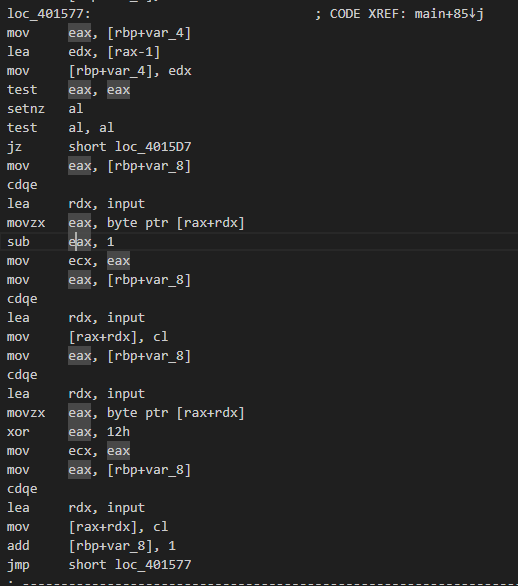 loc_401577: ; CODE XREF: main+85↓j
mov eax, [rbp+var_4]
lea edx, [rax-1]
mov [rbp+var_4], edx
test eax, eax
setnz al
test al, al
jz short loc_4015D7
mov eax, [rbp+var_8]
cdqe
lea rdx, input
movzx eax, byte ptr [rax+rdx]
sub eax, 1
mov ecx, eax
mov eax, [rbp+var_8]
cdqe
lea rdx, input
mov [rax+rdx], cl
mov eax, [rbp+var_8]
cdqe
lea rdx, input
movzx eax, byte ptr [rax+rdx]
xor eax, 12h
mov ecx, eax
mov eax, [rbp+var_8]
cdqe
lea rdx, input
mov [rax+rdx], cl
add [rbp+var_8], 1
jmp short loc_401577